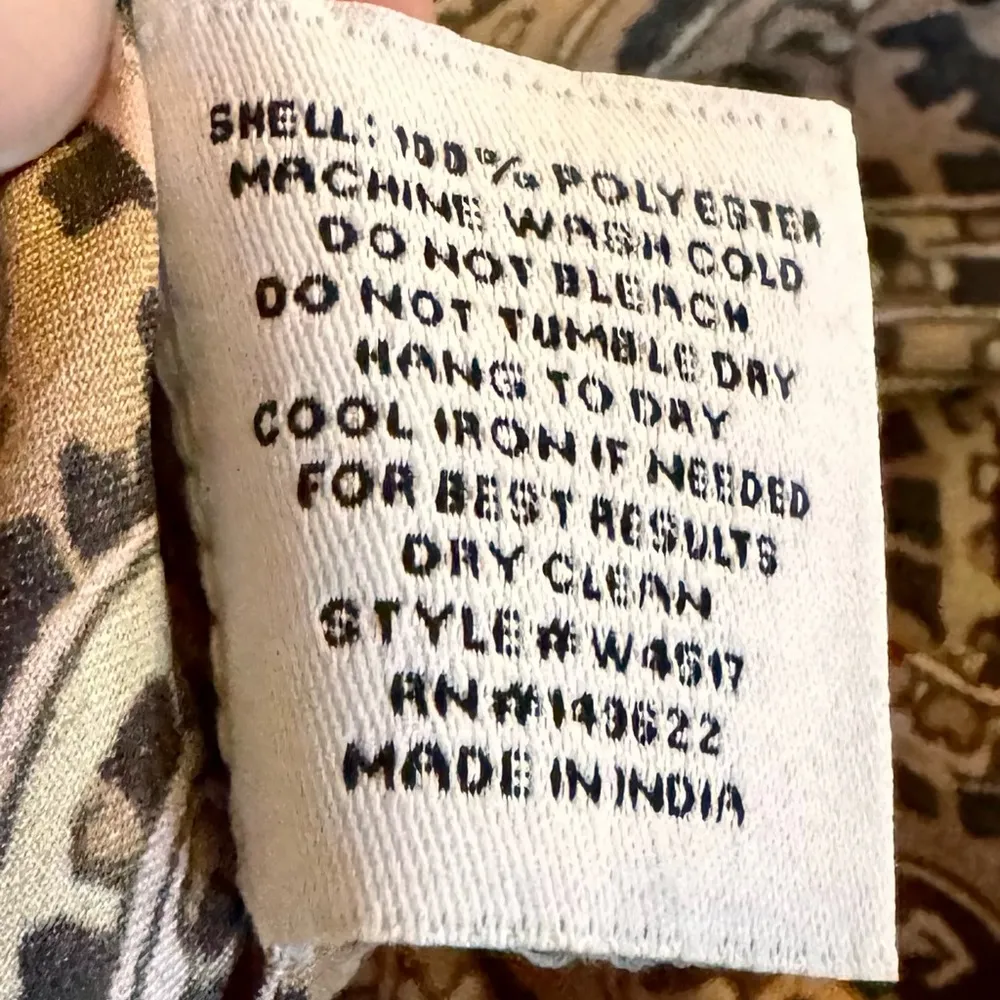 SHELL: 100% POLYESTER
MACHINE WASH COLD
DO NOT BLEACH
DO NOT TUMBLE DRY
HANG TO DRY
COOL IRON IF NEEDED
FOR BEST RESULTS
DRY CLEAN
STYLE# W4617
RN#149622
MADE IN INDIA